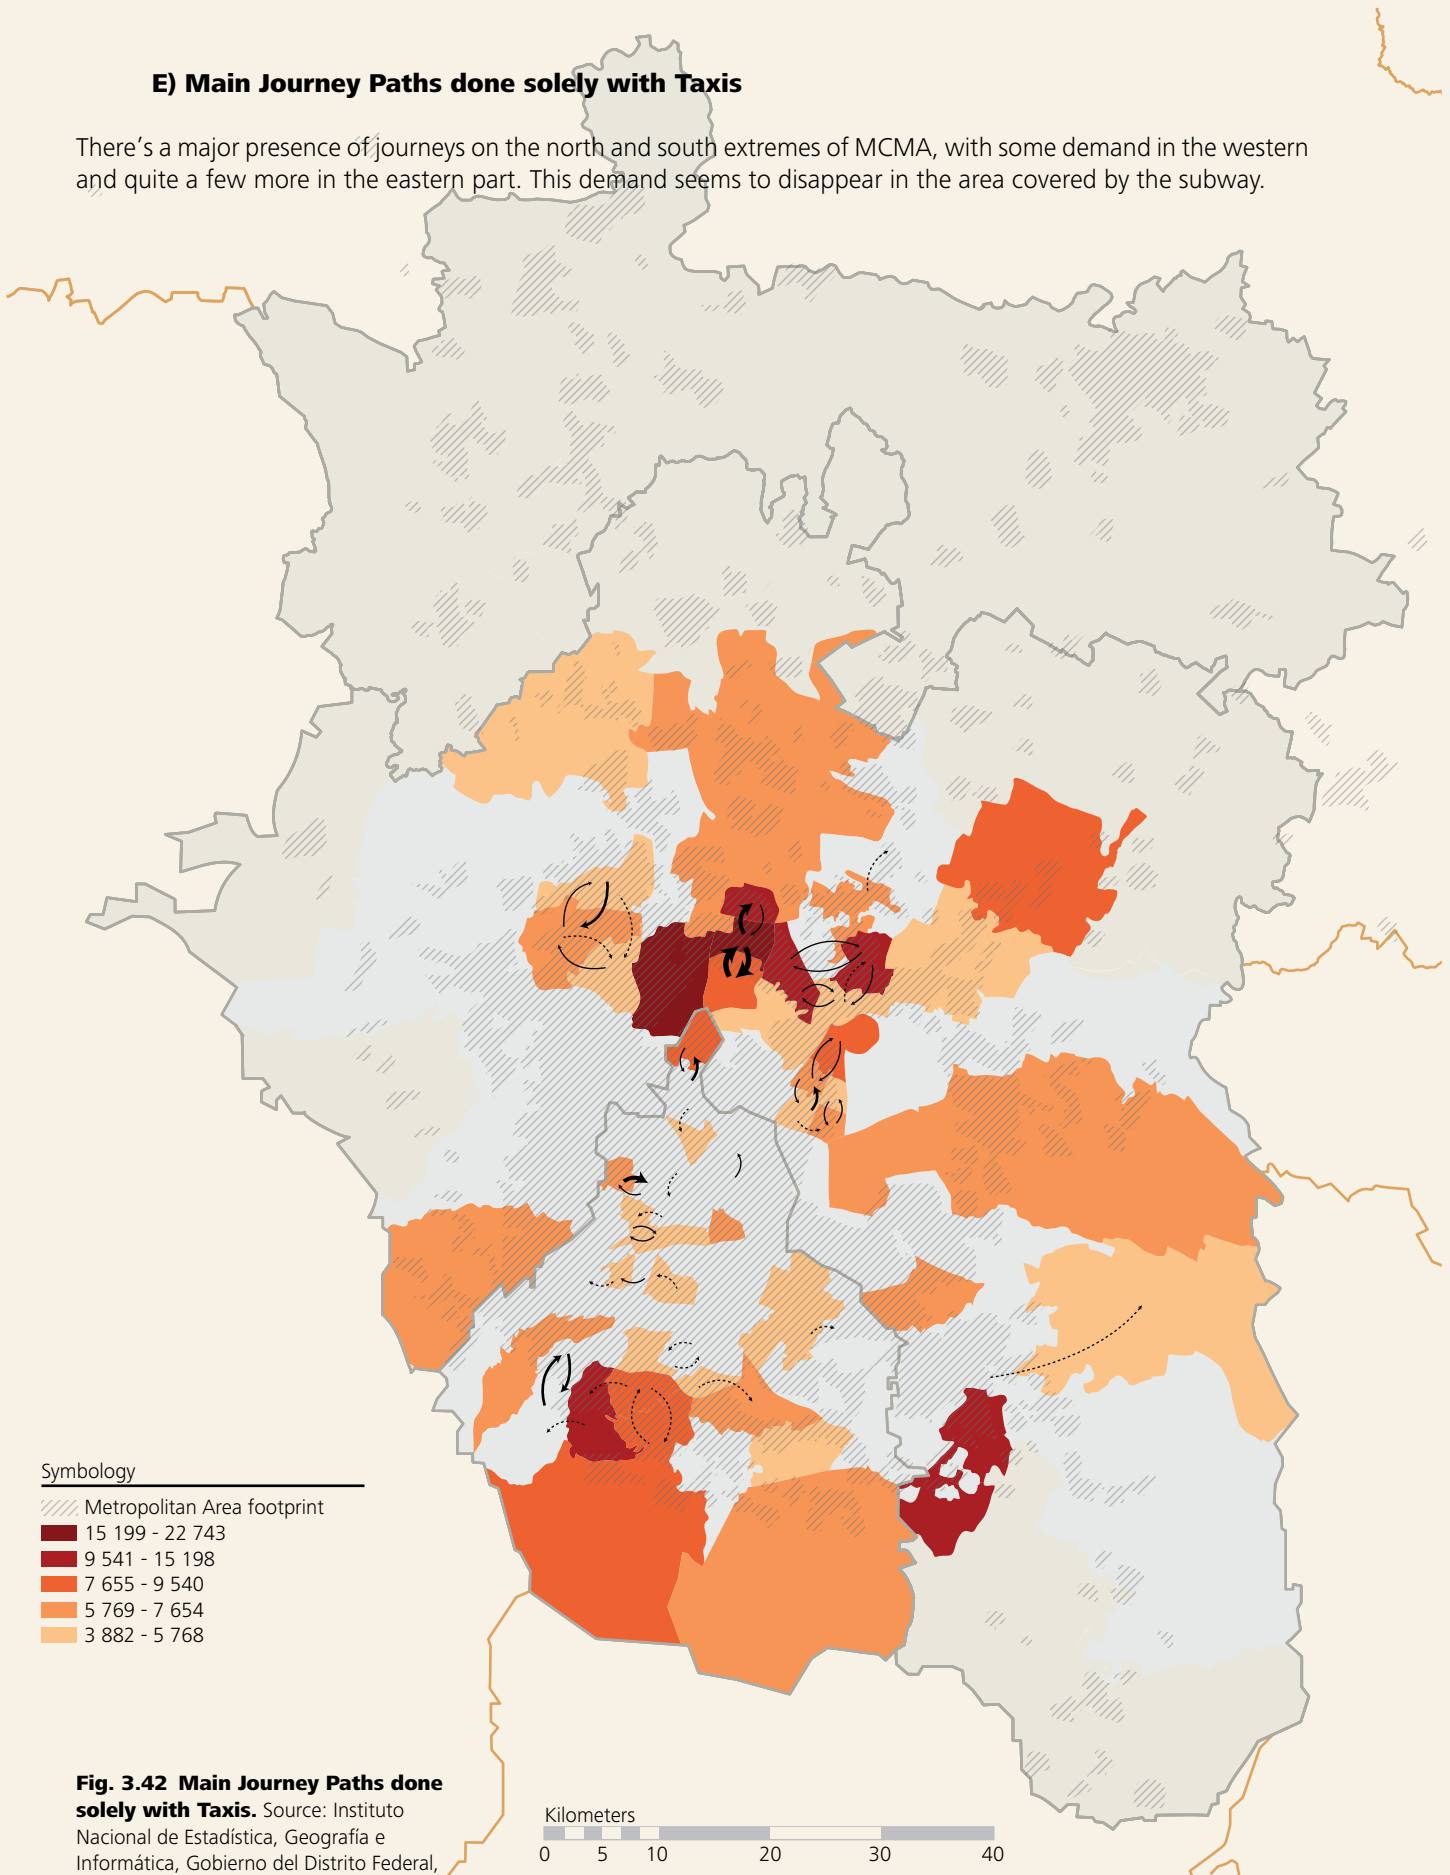 E) Main Journey Paths done solely with Taxis
There's a major presence of journeys on the north and south extremes of MCMA, with some demand in the western
and quite a few more in the eastern part. This demand seems to disappear in the area covered by the subway.
Symbology
Metropolitan Area footprint
15 199 - 22 743
9 541 - 15 198
7 655 - 9 540
5 769 - 7 654
3 882 - 5 768
Fig. 3.42 Main Journey Paths done
solely with Taxis. Source: Instituto
Nacional de Estadística, Geografía e
Informática, Gobierno del Distrito Federal,
Kilometers
0 5 10 20 30 40